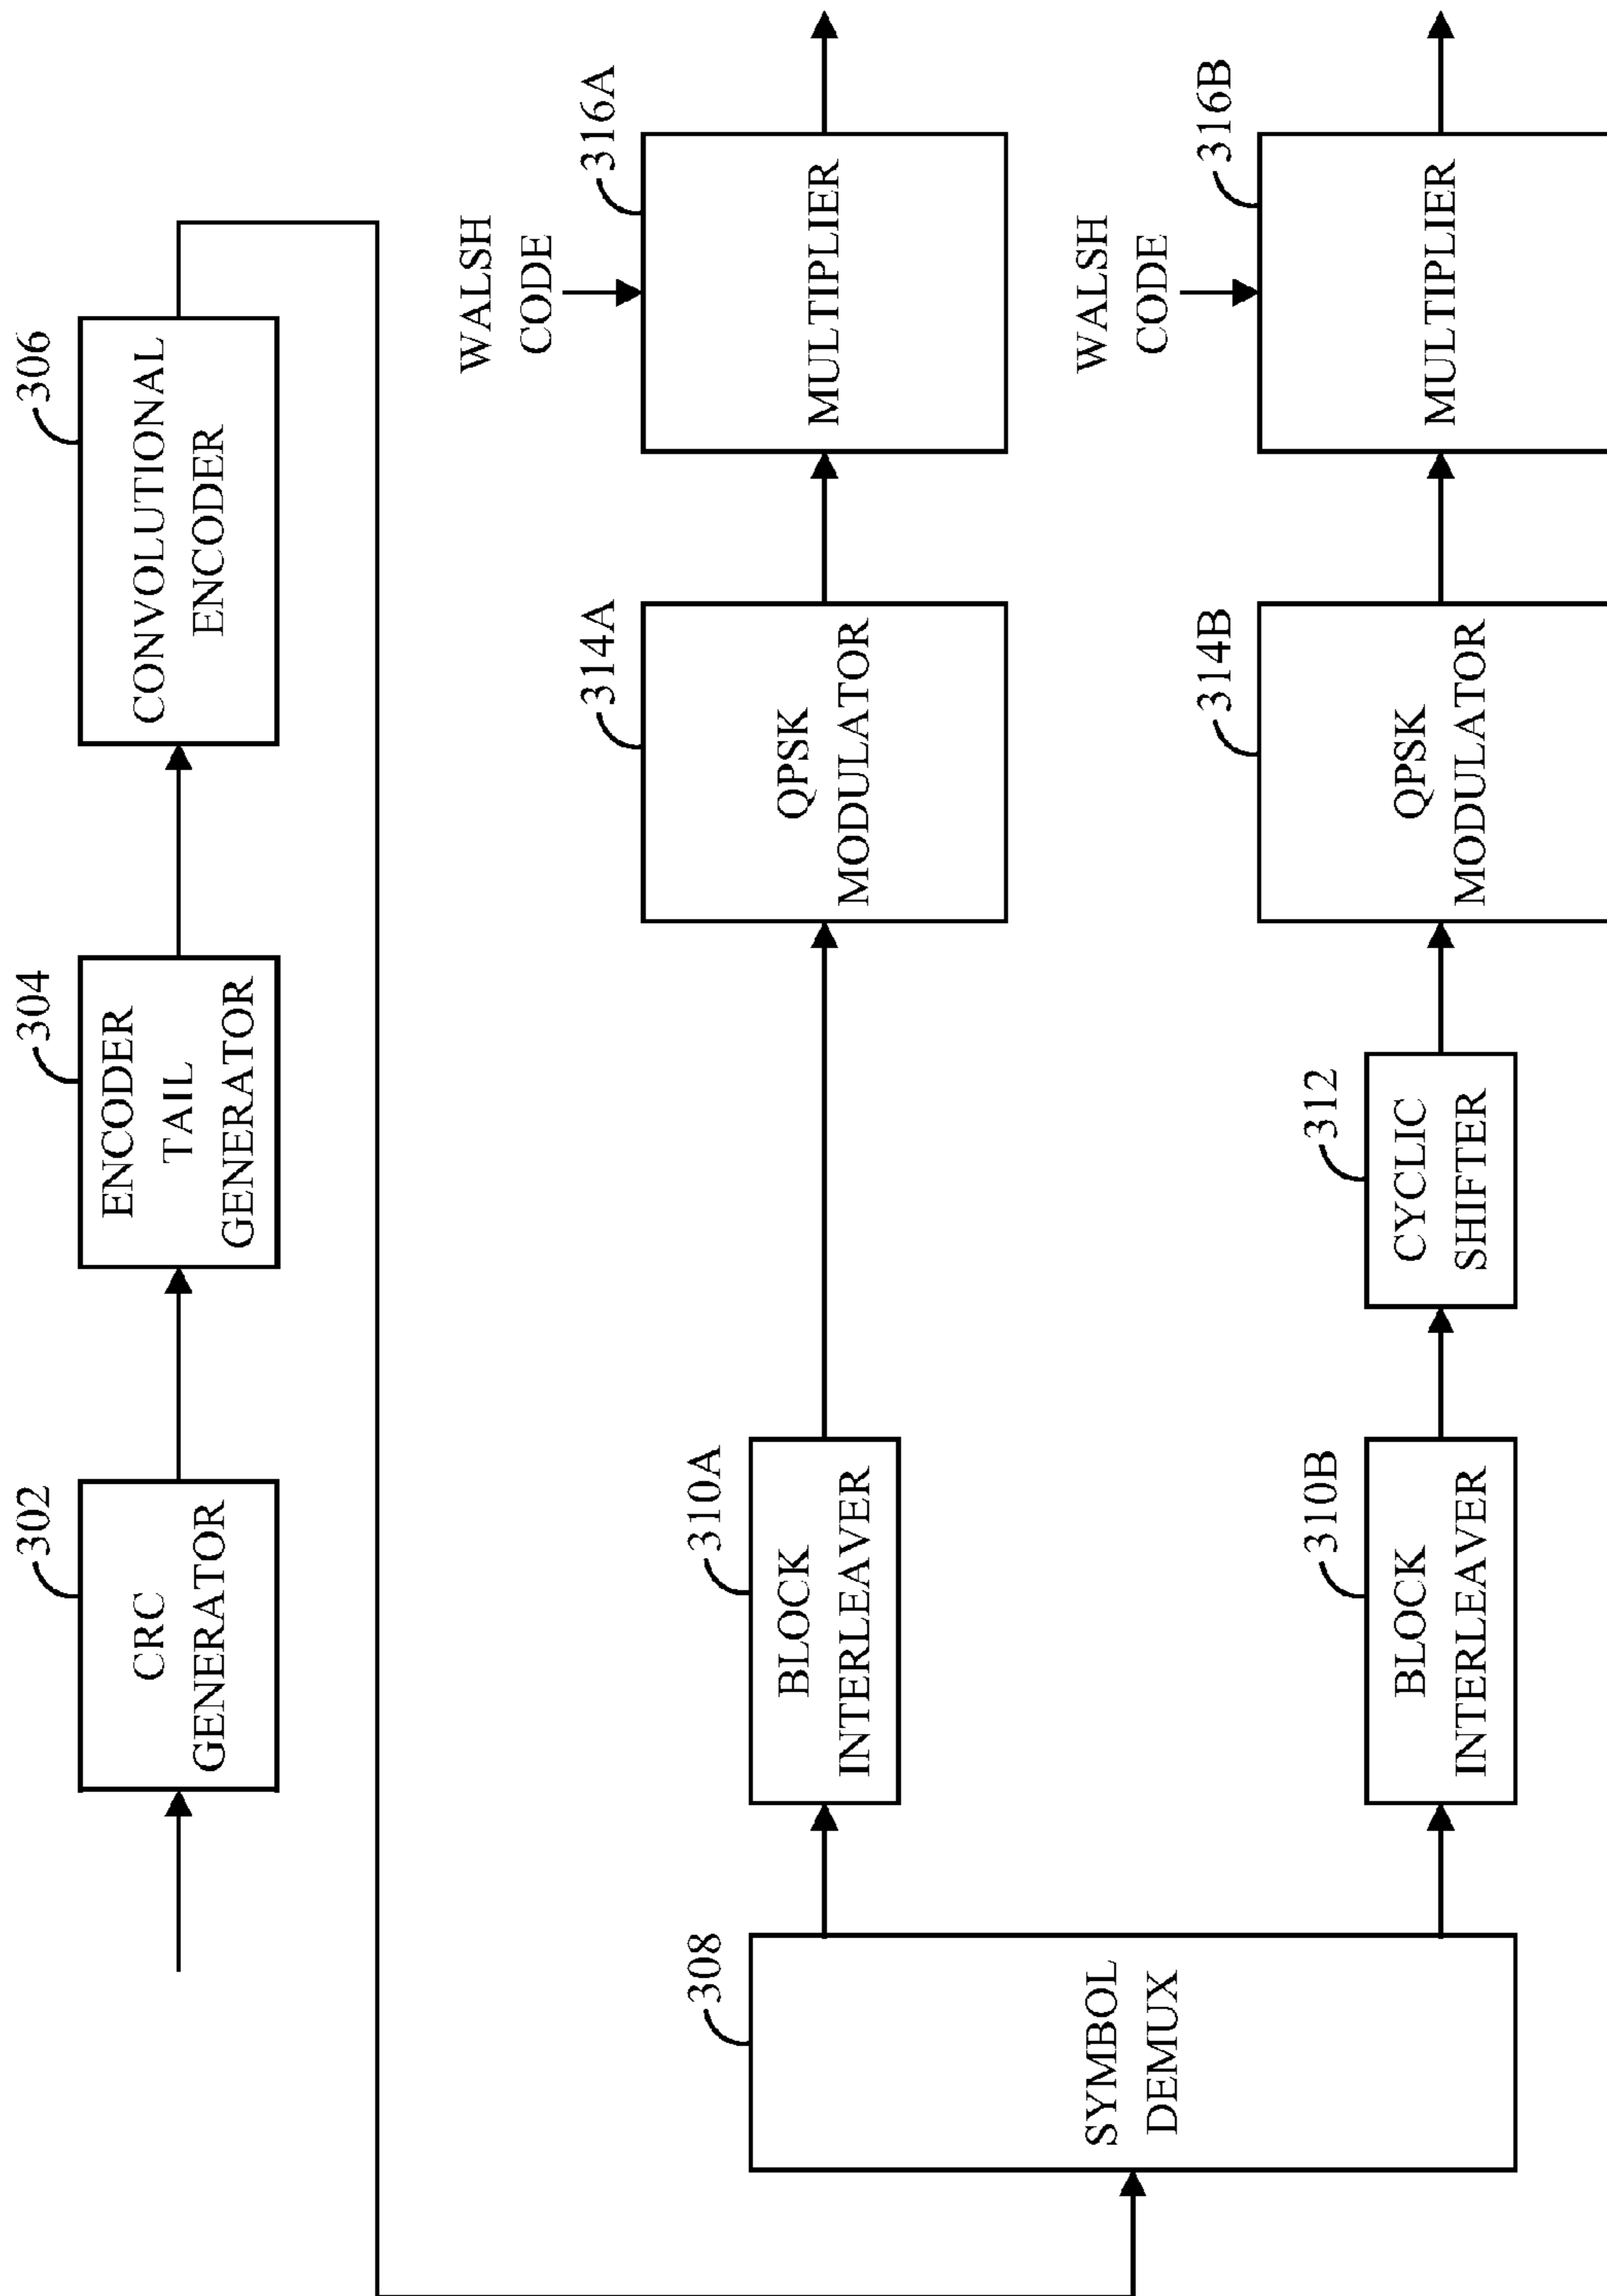 302
CRC
GENERATOR
304
ENCODER
TAIL
GENERATOR
306
CONVOLUTIONAL
ENCODER
308
SYMBOL
DEMUX
310A
BLOCK
INTERLEAVER
314A
QPSK
MODULATOR
WALSH
CODE
316A
MULTIPLIER
310B
BLOCK
INTERLEAVER
312
CYCLIC
SHIFTER
314B
QPSK
MODULATOR
WALSH
CODE
316B
MULTIPLIER